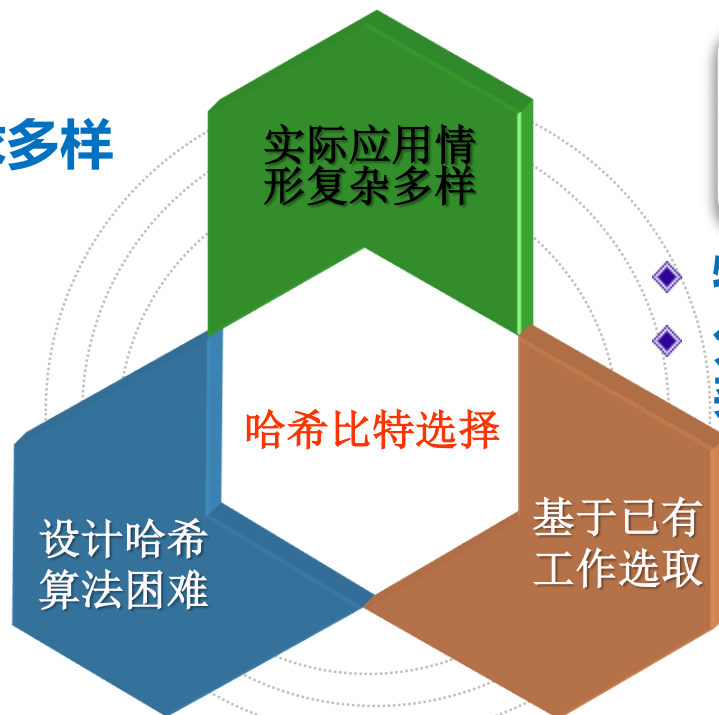 多样
实际应用情
形复杂多样
哈希比特选择
设计哈希
算法困难
基于已有
工作选取